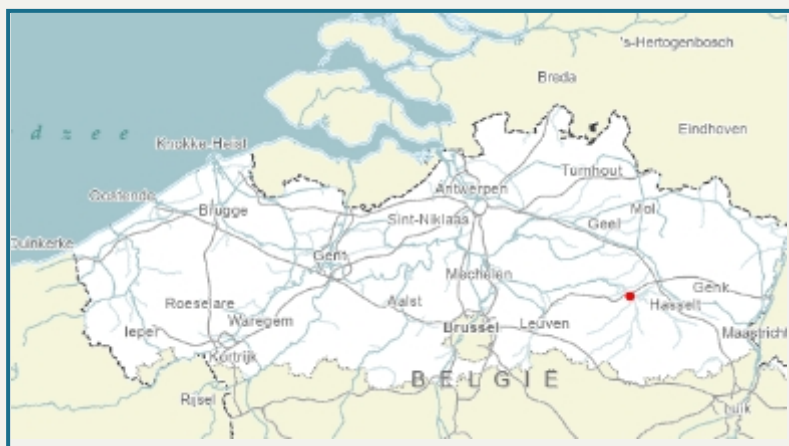 's-Hertogenbosch
Breda
Eindhoven
dzee
Knokke-Heist
Turnhout
Antwerpen
Oostende
Brugge
Mol
Sint-Niklaas
Geel
Duinkerke
Gent
Mechelen
Genk
Roeselare
Aalst
Hasselt
Ieper
Waregem
Brussel
Leuven
Maastricht
Kortrijk
BELGIË
Rijsel
Luik